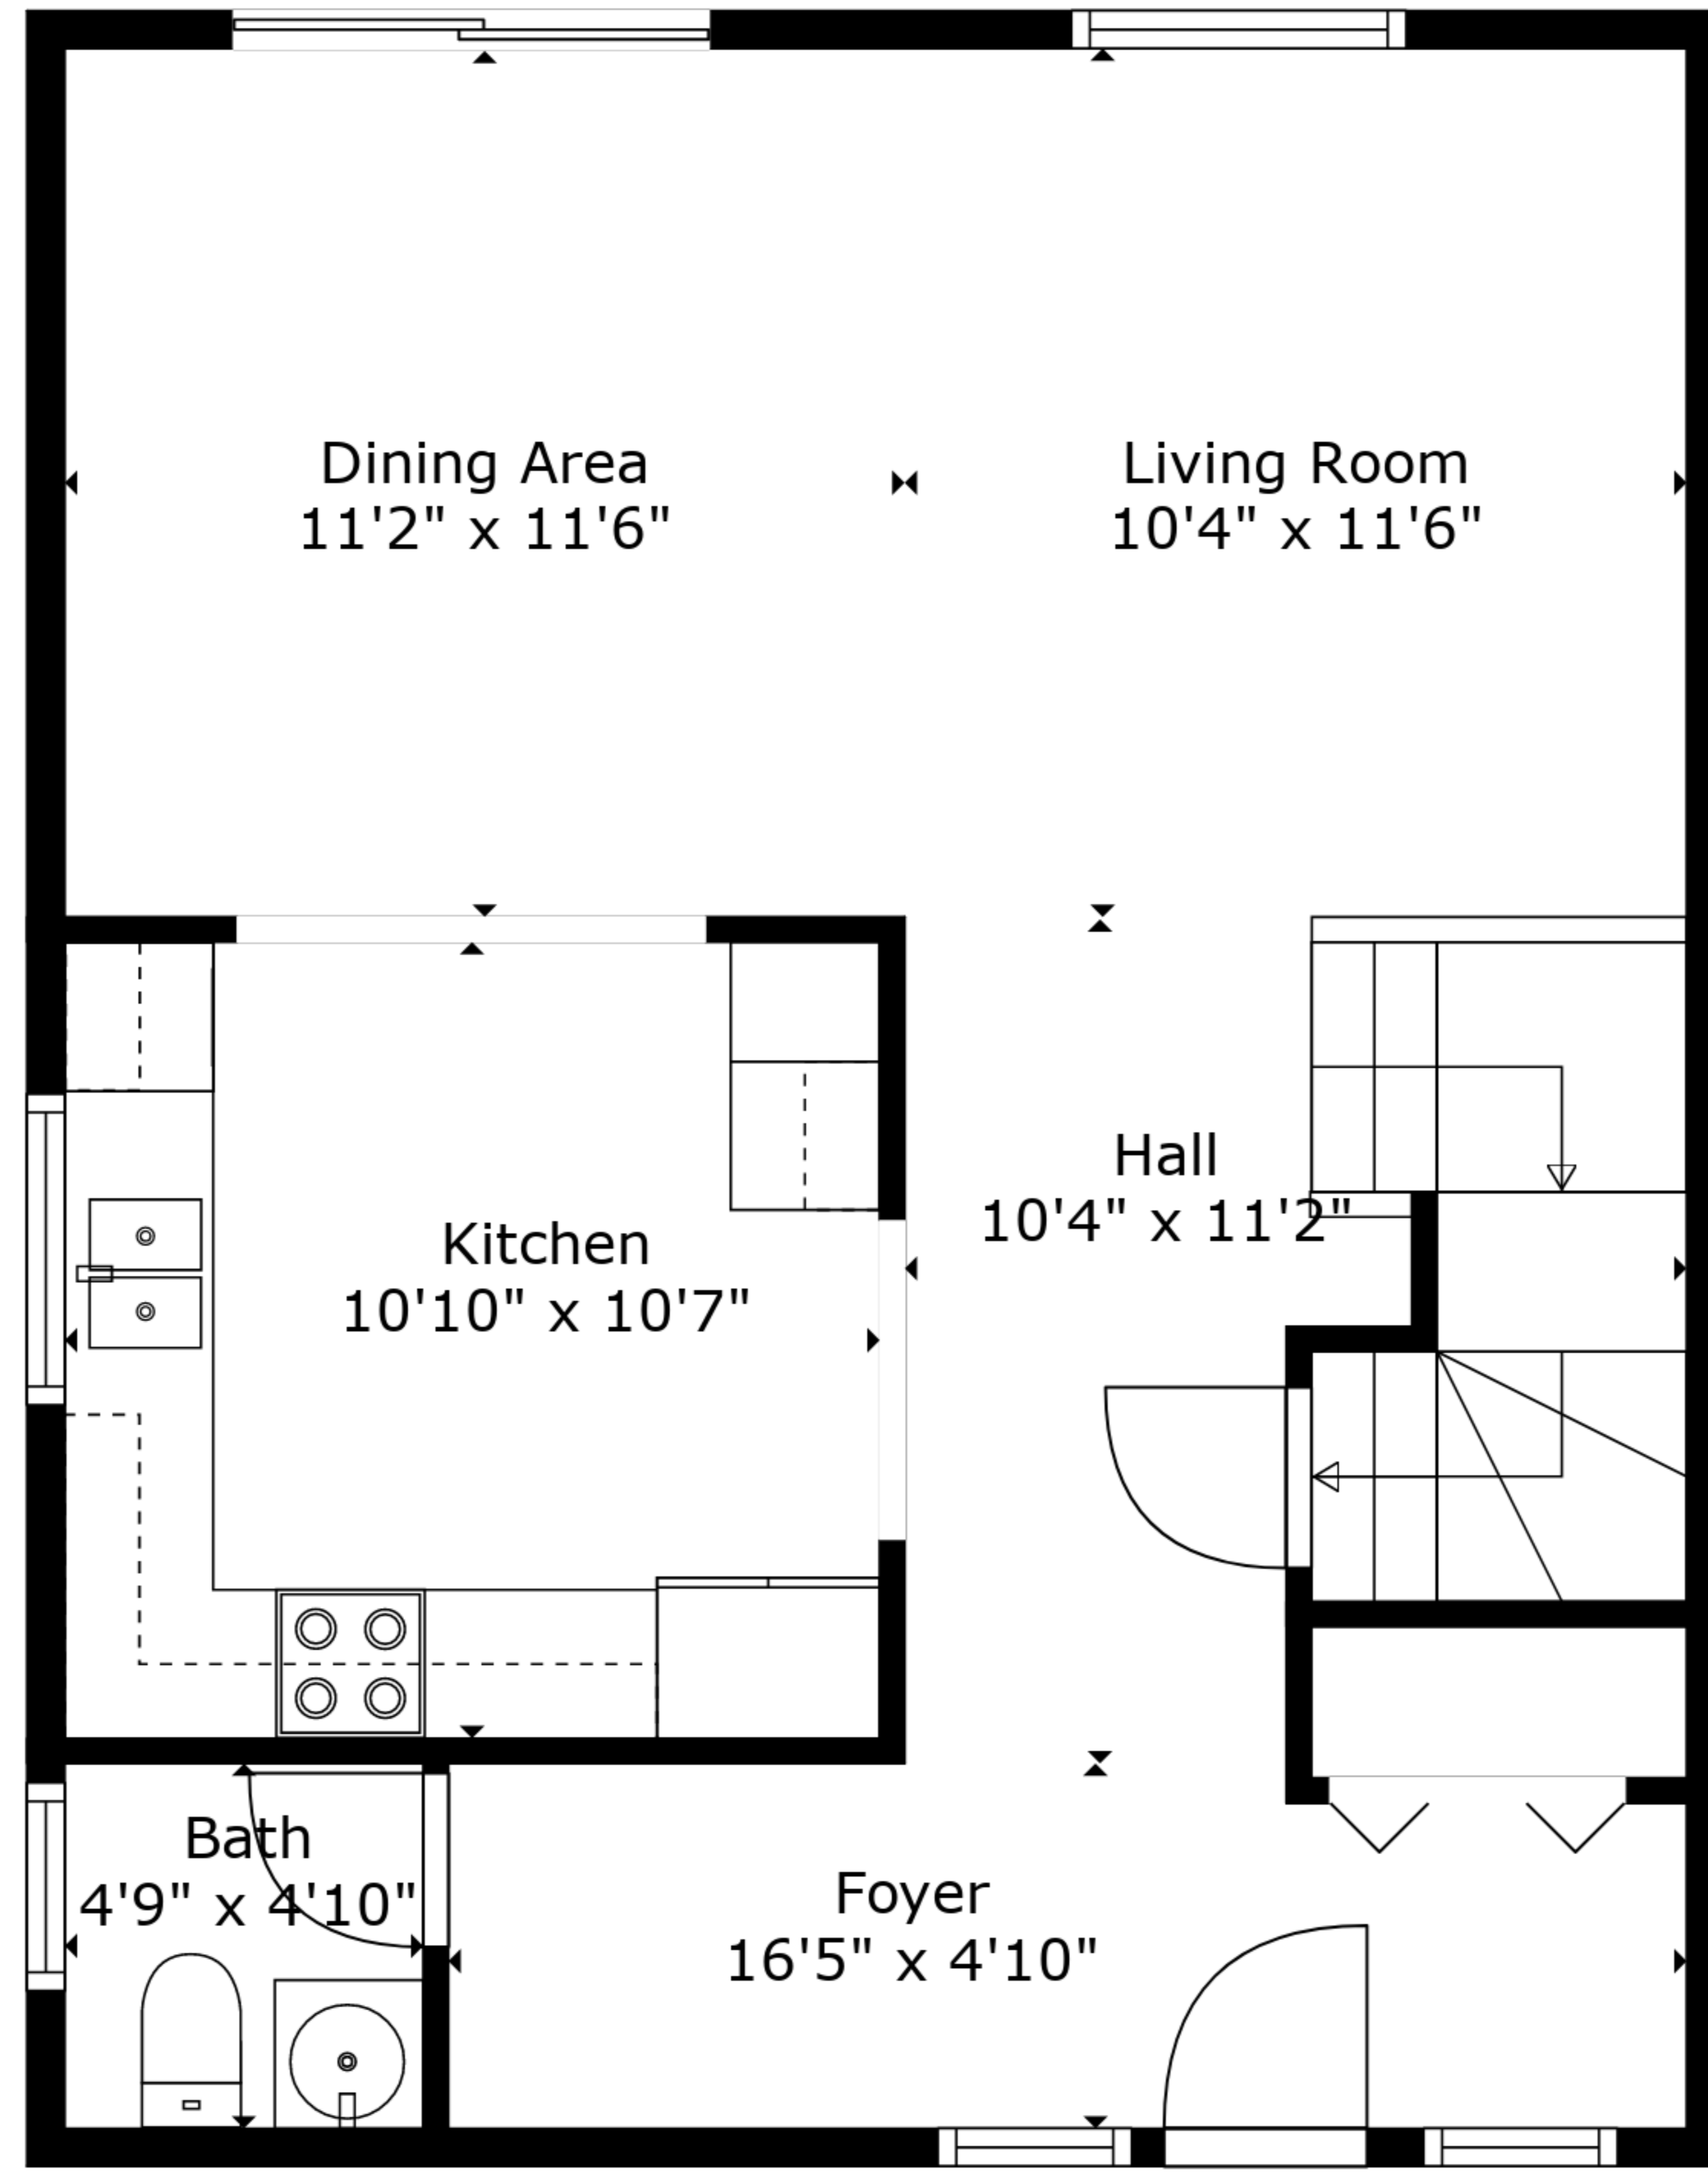 Dining Area
11'2" x 11'6"
Living Room
10'4" x 11'6"
Hall
10'4" x 11'2"
Kitchen
10'10" x 10'7"
Bath
4'9" x 4'10"
Foyer
16'5" x 4'10"